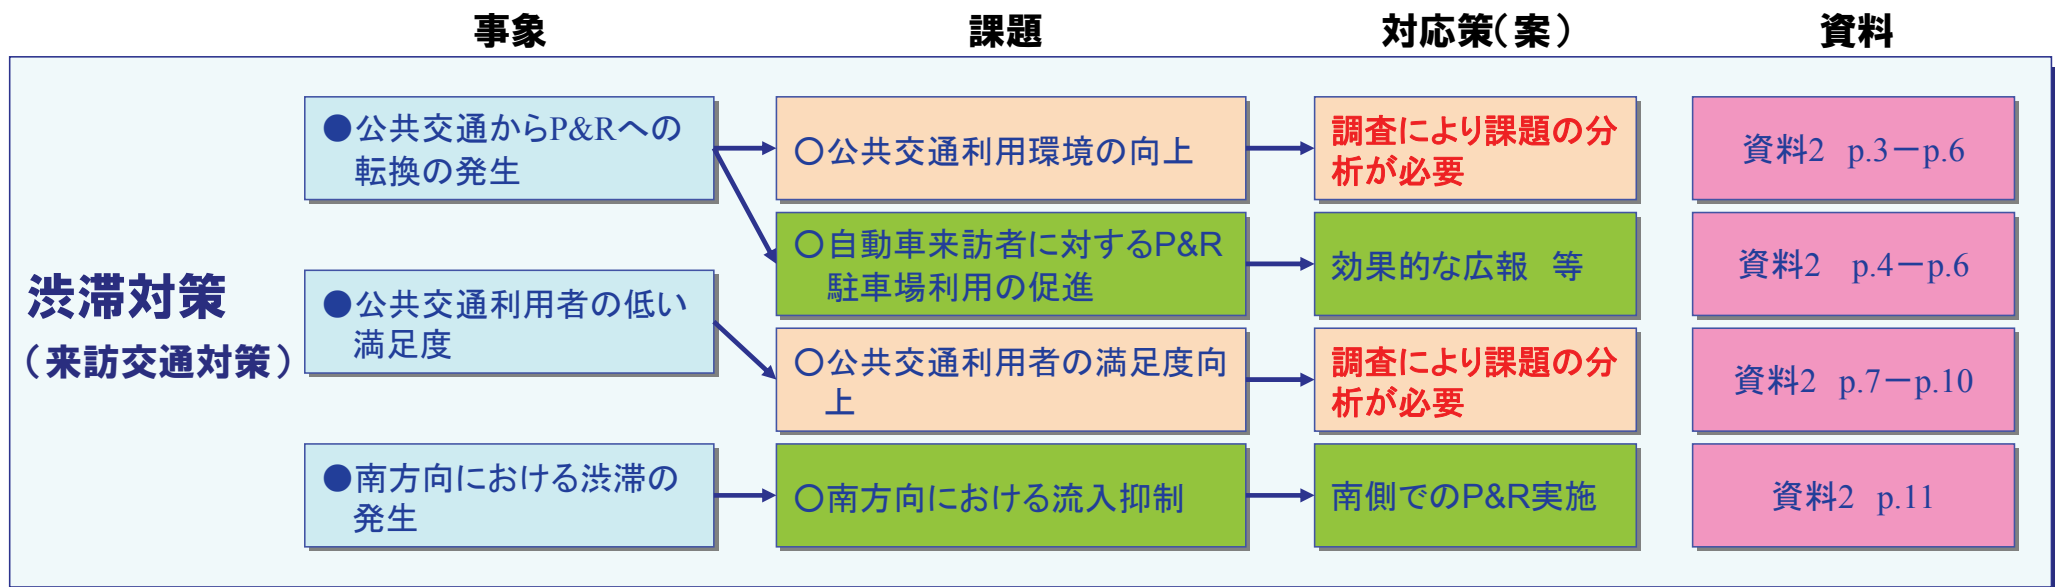 事象
課題
対応策(案)
資料
渋滞対策
(来訪交通対策)
●公共交通からP&Rへの
転換の発生
〇公共交通利用環境の向上
調査により課題の分
析が必要
資料2 p.3ーp.6
〇自動車来訪者に対するP&R
駐車場利用の促進
効果的な広報 等
資料2 p.4ーp.6
●公共交通利用者の低い
満足度
〇公共交通利用者の満足度向
上
調査により課題の分
析が必要
資料2 p.7ーp.10
●南方向における渋滞の
発生
〇南方向における流入抑制
南側でのP&R実施
資料2 p.11